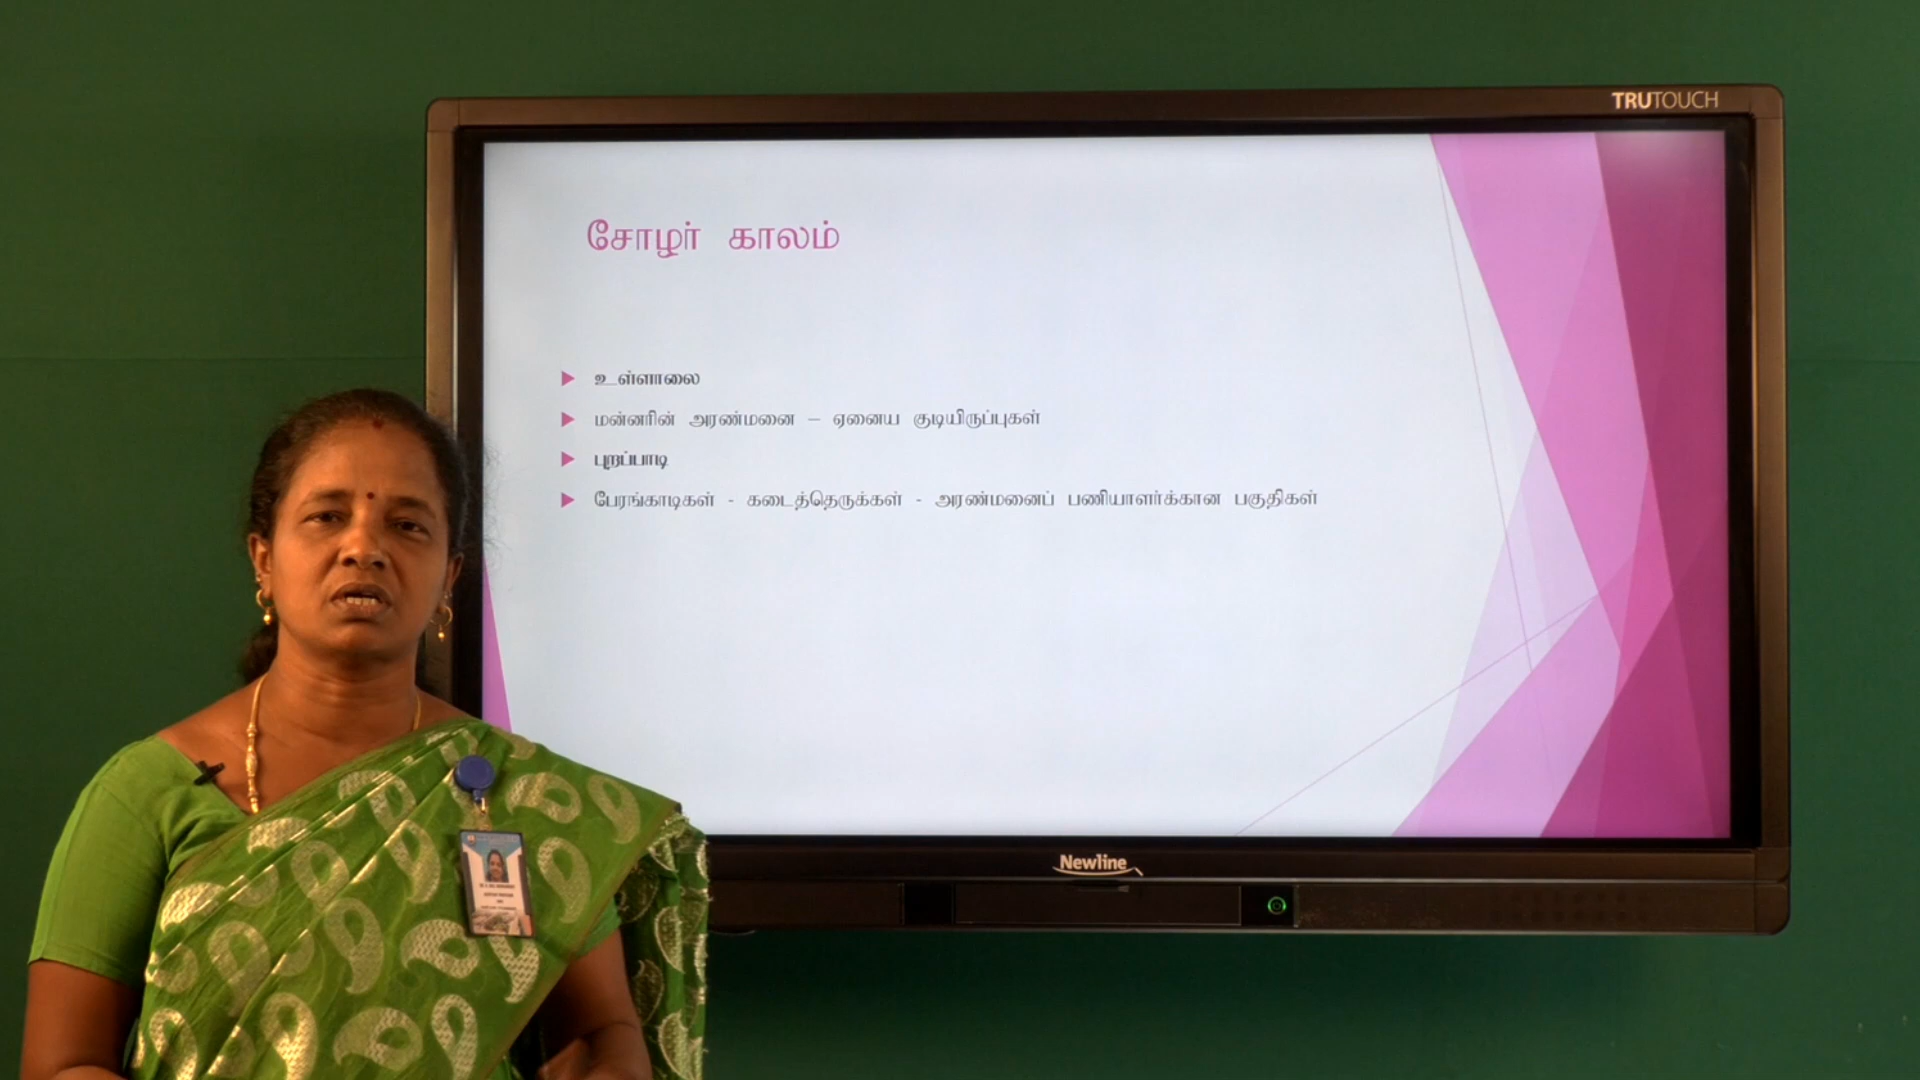 TRUTOUCH
சோழர் காலம்
உள்ளாலை
மன்னரின் அரண்மனை – ஏனைய குடியிருப்புகள்
புறப்பாடி
பேரங்காடிகள் - கடைத்தெருக்கள் - அரண்மனைப் பணியாளர்க்கான பகுதிகள்
Newline